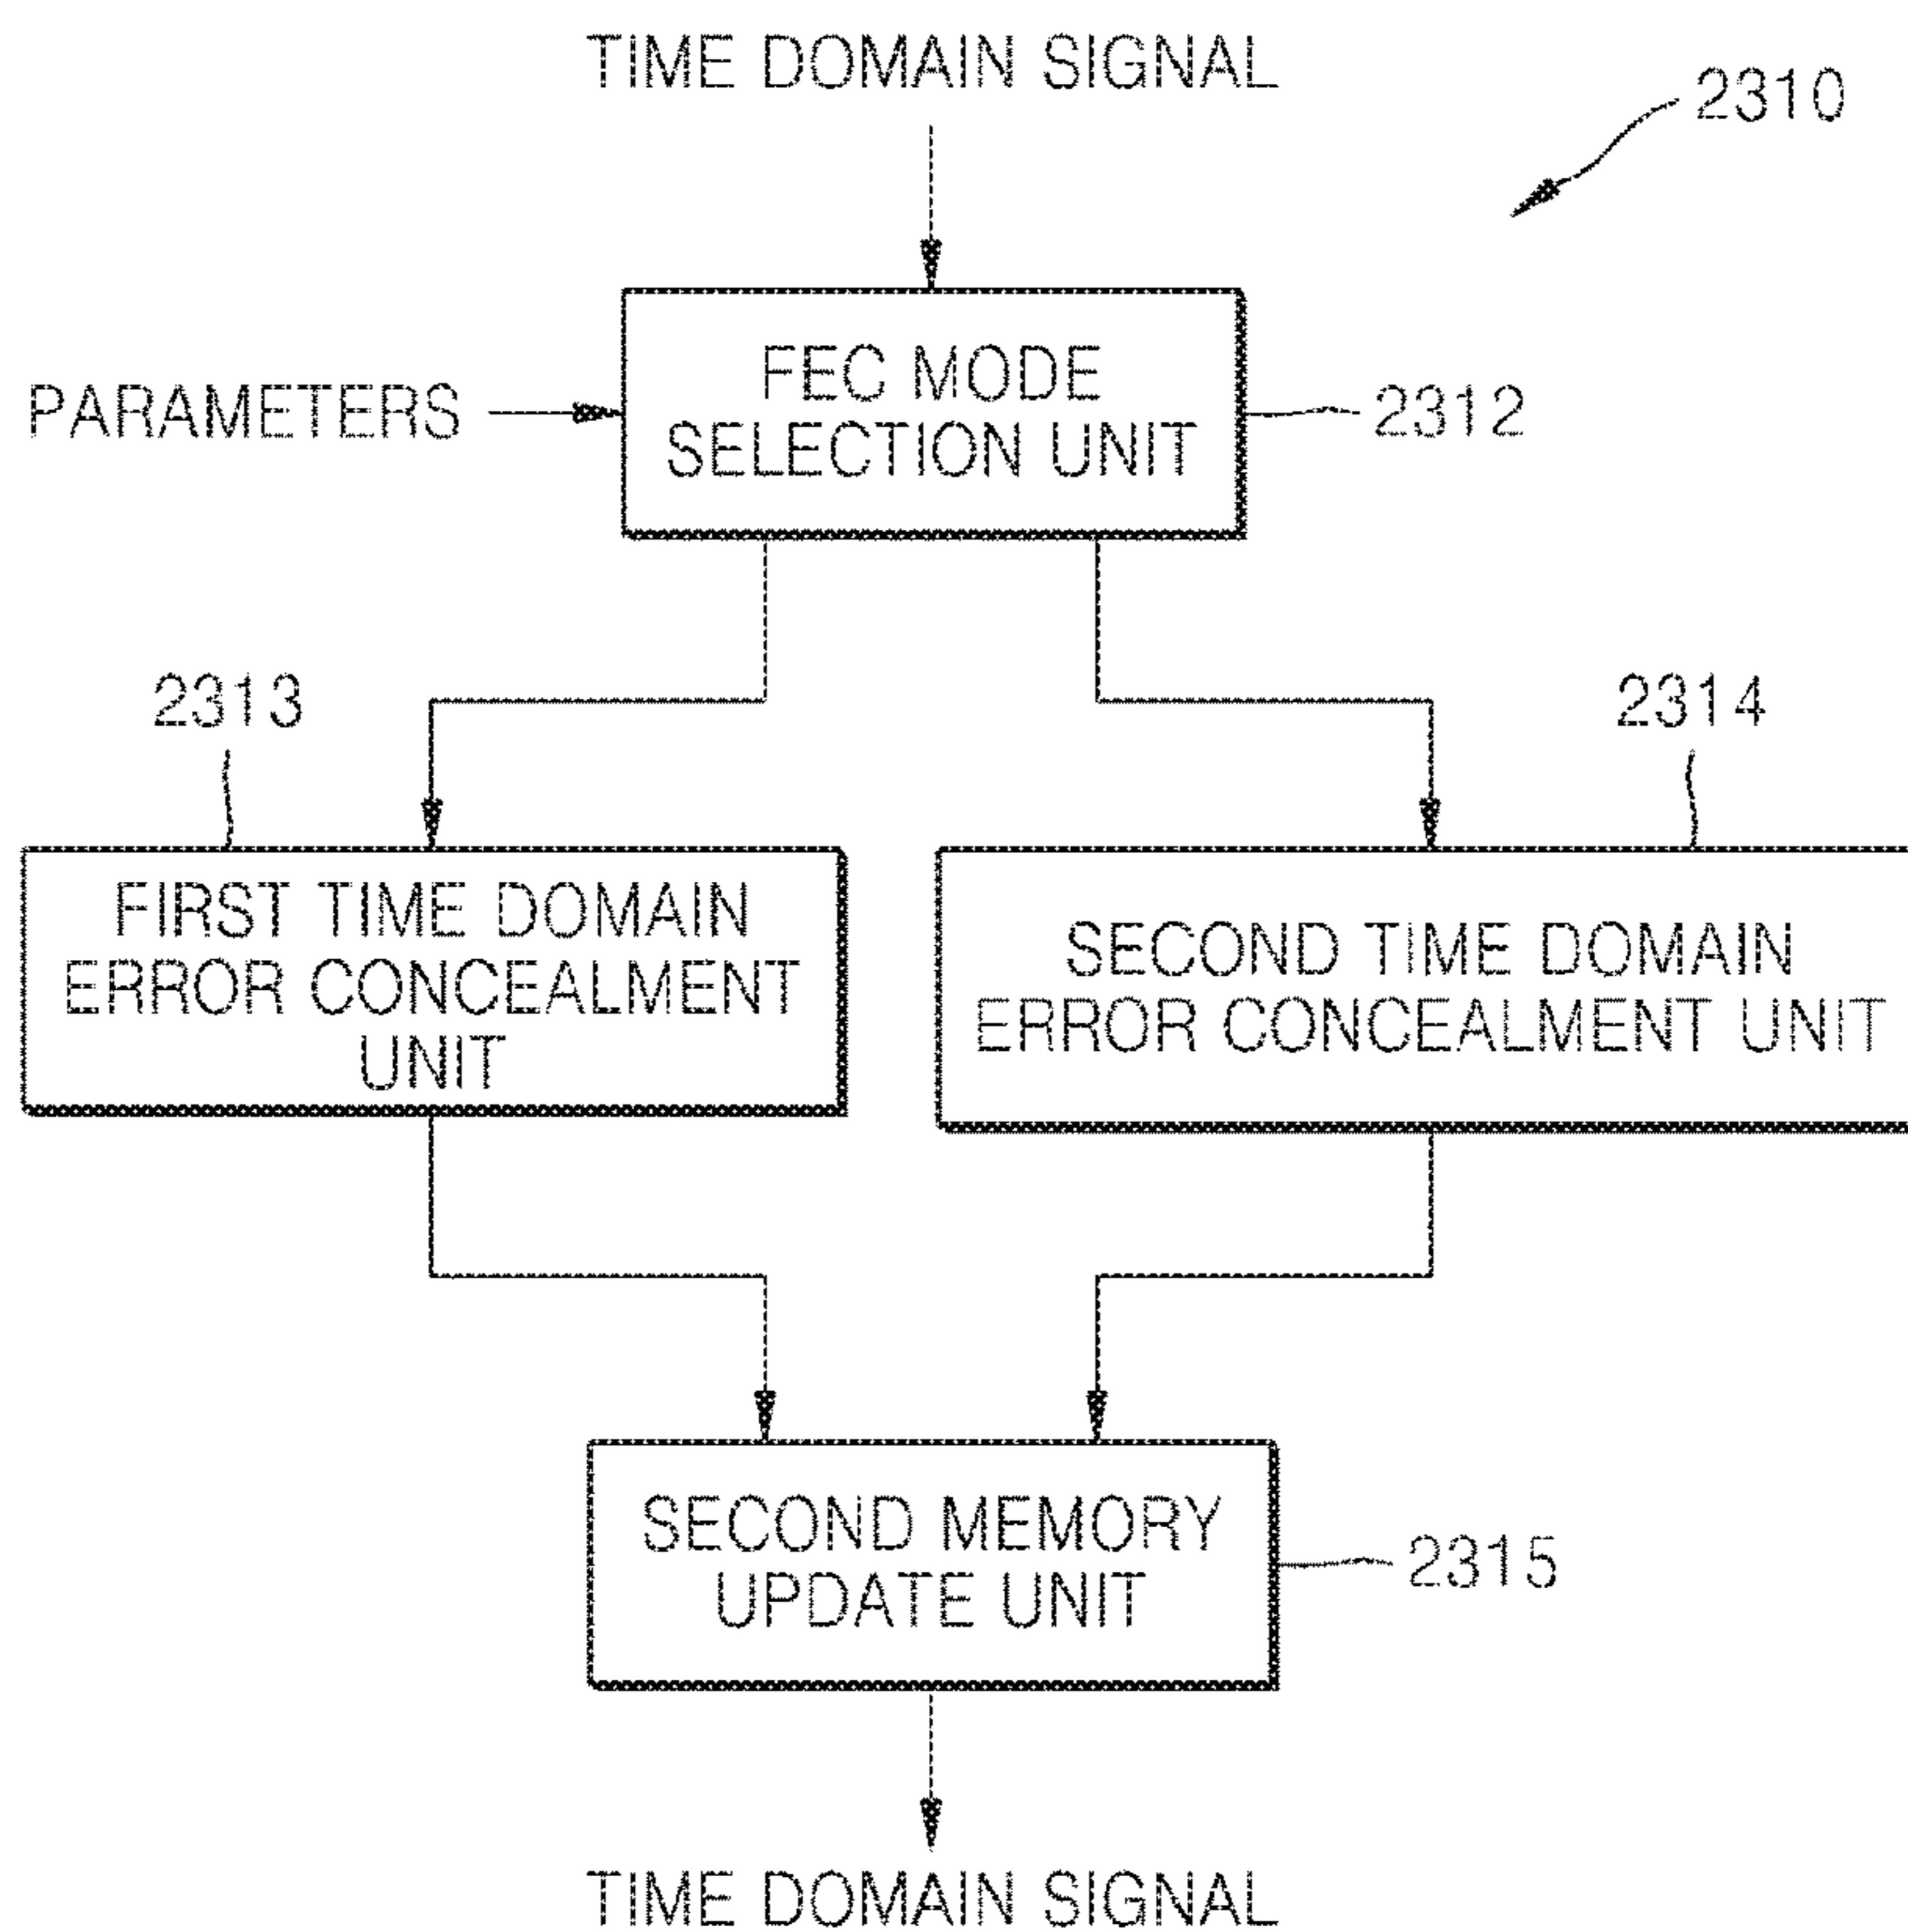 TIME DOMAIN SIGNAL
2310
FEC MODE
SELECTION UNIT
PARAMETERS
2312
2313
2314
FIRST TIME DOMAIN
ERROR CONCEALMENT
UNIT
SECOND TIME DOMAIN
ERROR CONCEALMENT UNIT
SECOND MEMORY
UPDATE UNIT
2315
TIME DOMAIN SIGNAL